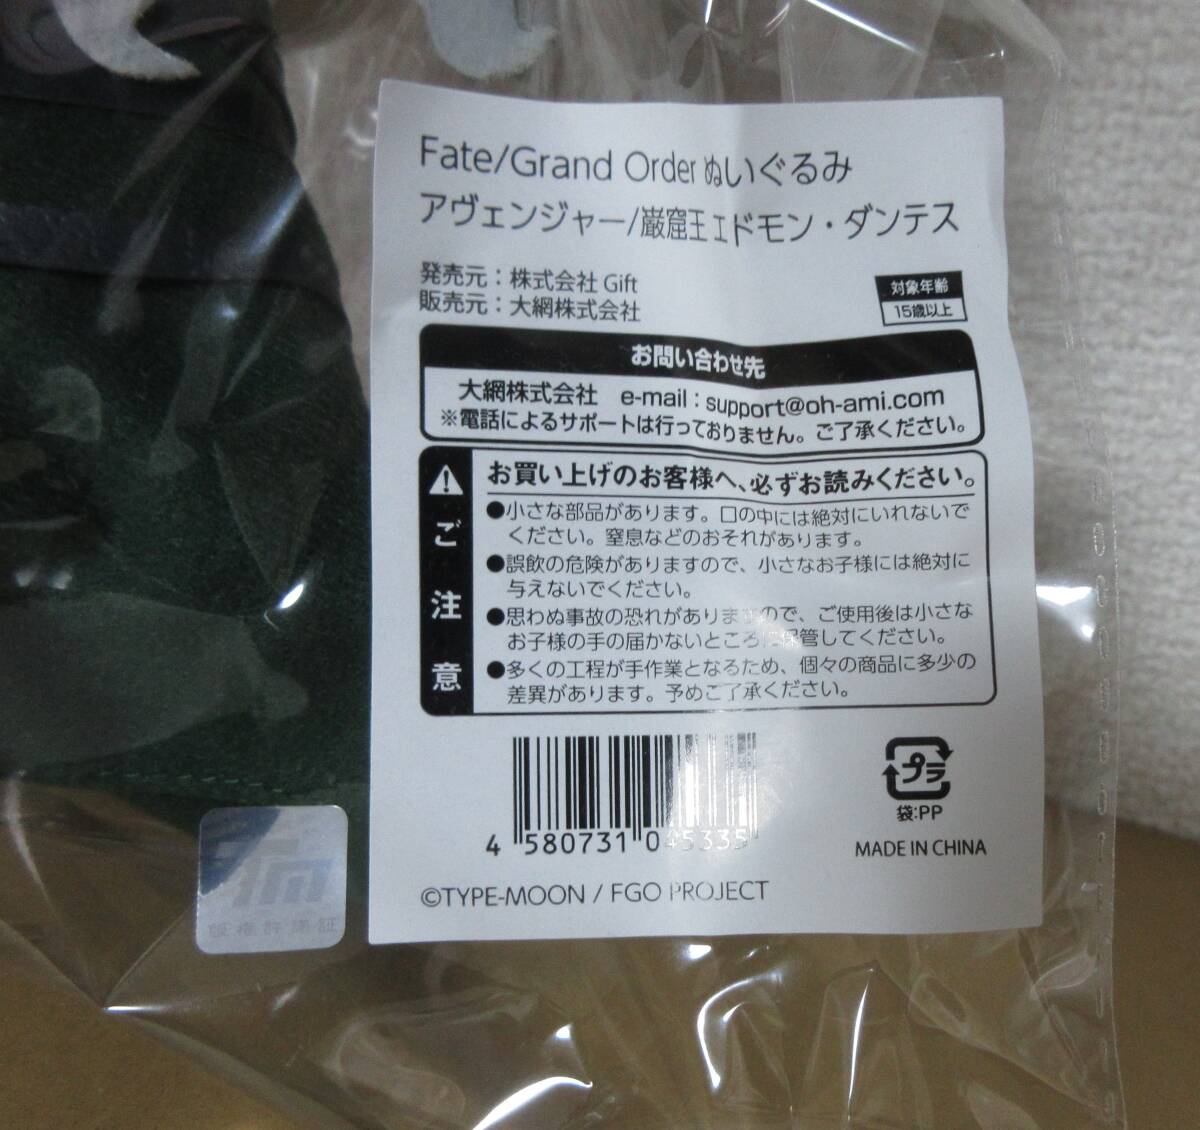 Fate/Grand Order ぬいぐるみ
アヴェンジャー/巌窟王 エドモン・ダンテス
発売元：株式会社 Gift
販売元：大網株式会社
対象年齢
15歳以上
お問い合わせ先
大網株式会社　e-mail：support@oh-ami.com
※電話によるサポートは行っておりません。ご了承ください。
ご注意
お買い上げのお客様へ、必ずお読みください。
●小さな部品があります。口の中には絶対にいれないで
ください。窒息などのおそれがあります。
●誤飲の危険がありますので、小さなお子様には絶対に
与えないでください。
●思わぬ事故の恐れがありますので、ご使用後は小さな
お子様の手の届かないところに保管してください。
●多くの工程が手作業となるため、個々の商品に多少の
差異があります。予めご了承ください。
4 580731 045335
プラ
袋:PP
MADE IN CHINA
©TYPE-MOON / FGO PROJECT
版権許諾証